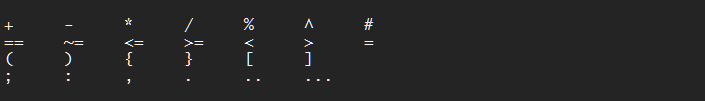 + - * / % ^ #
== ~= <= >= < > =
( ) { } [ ]
; : , . .. ...